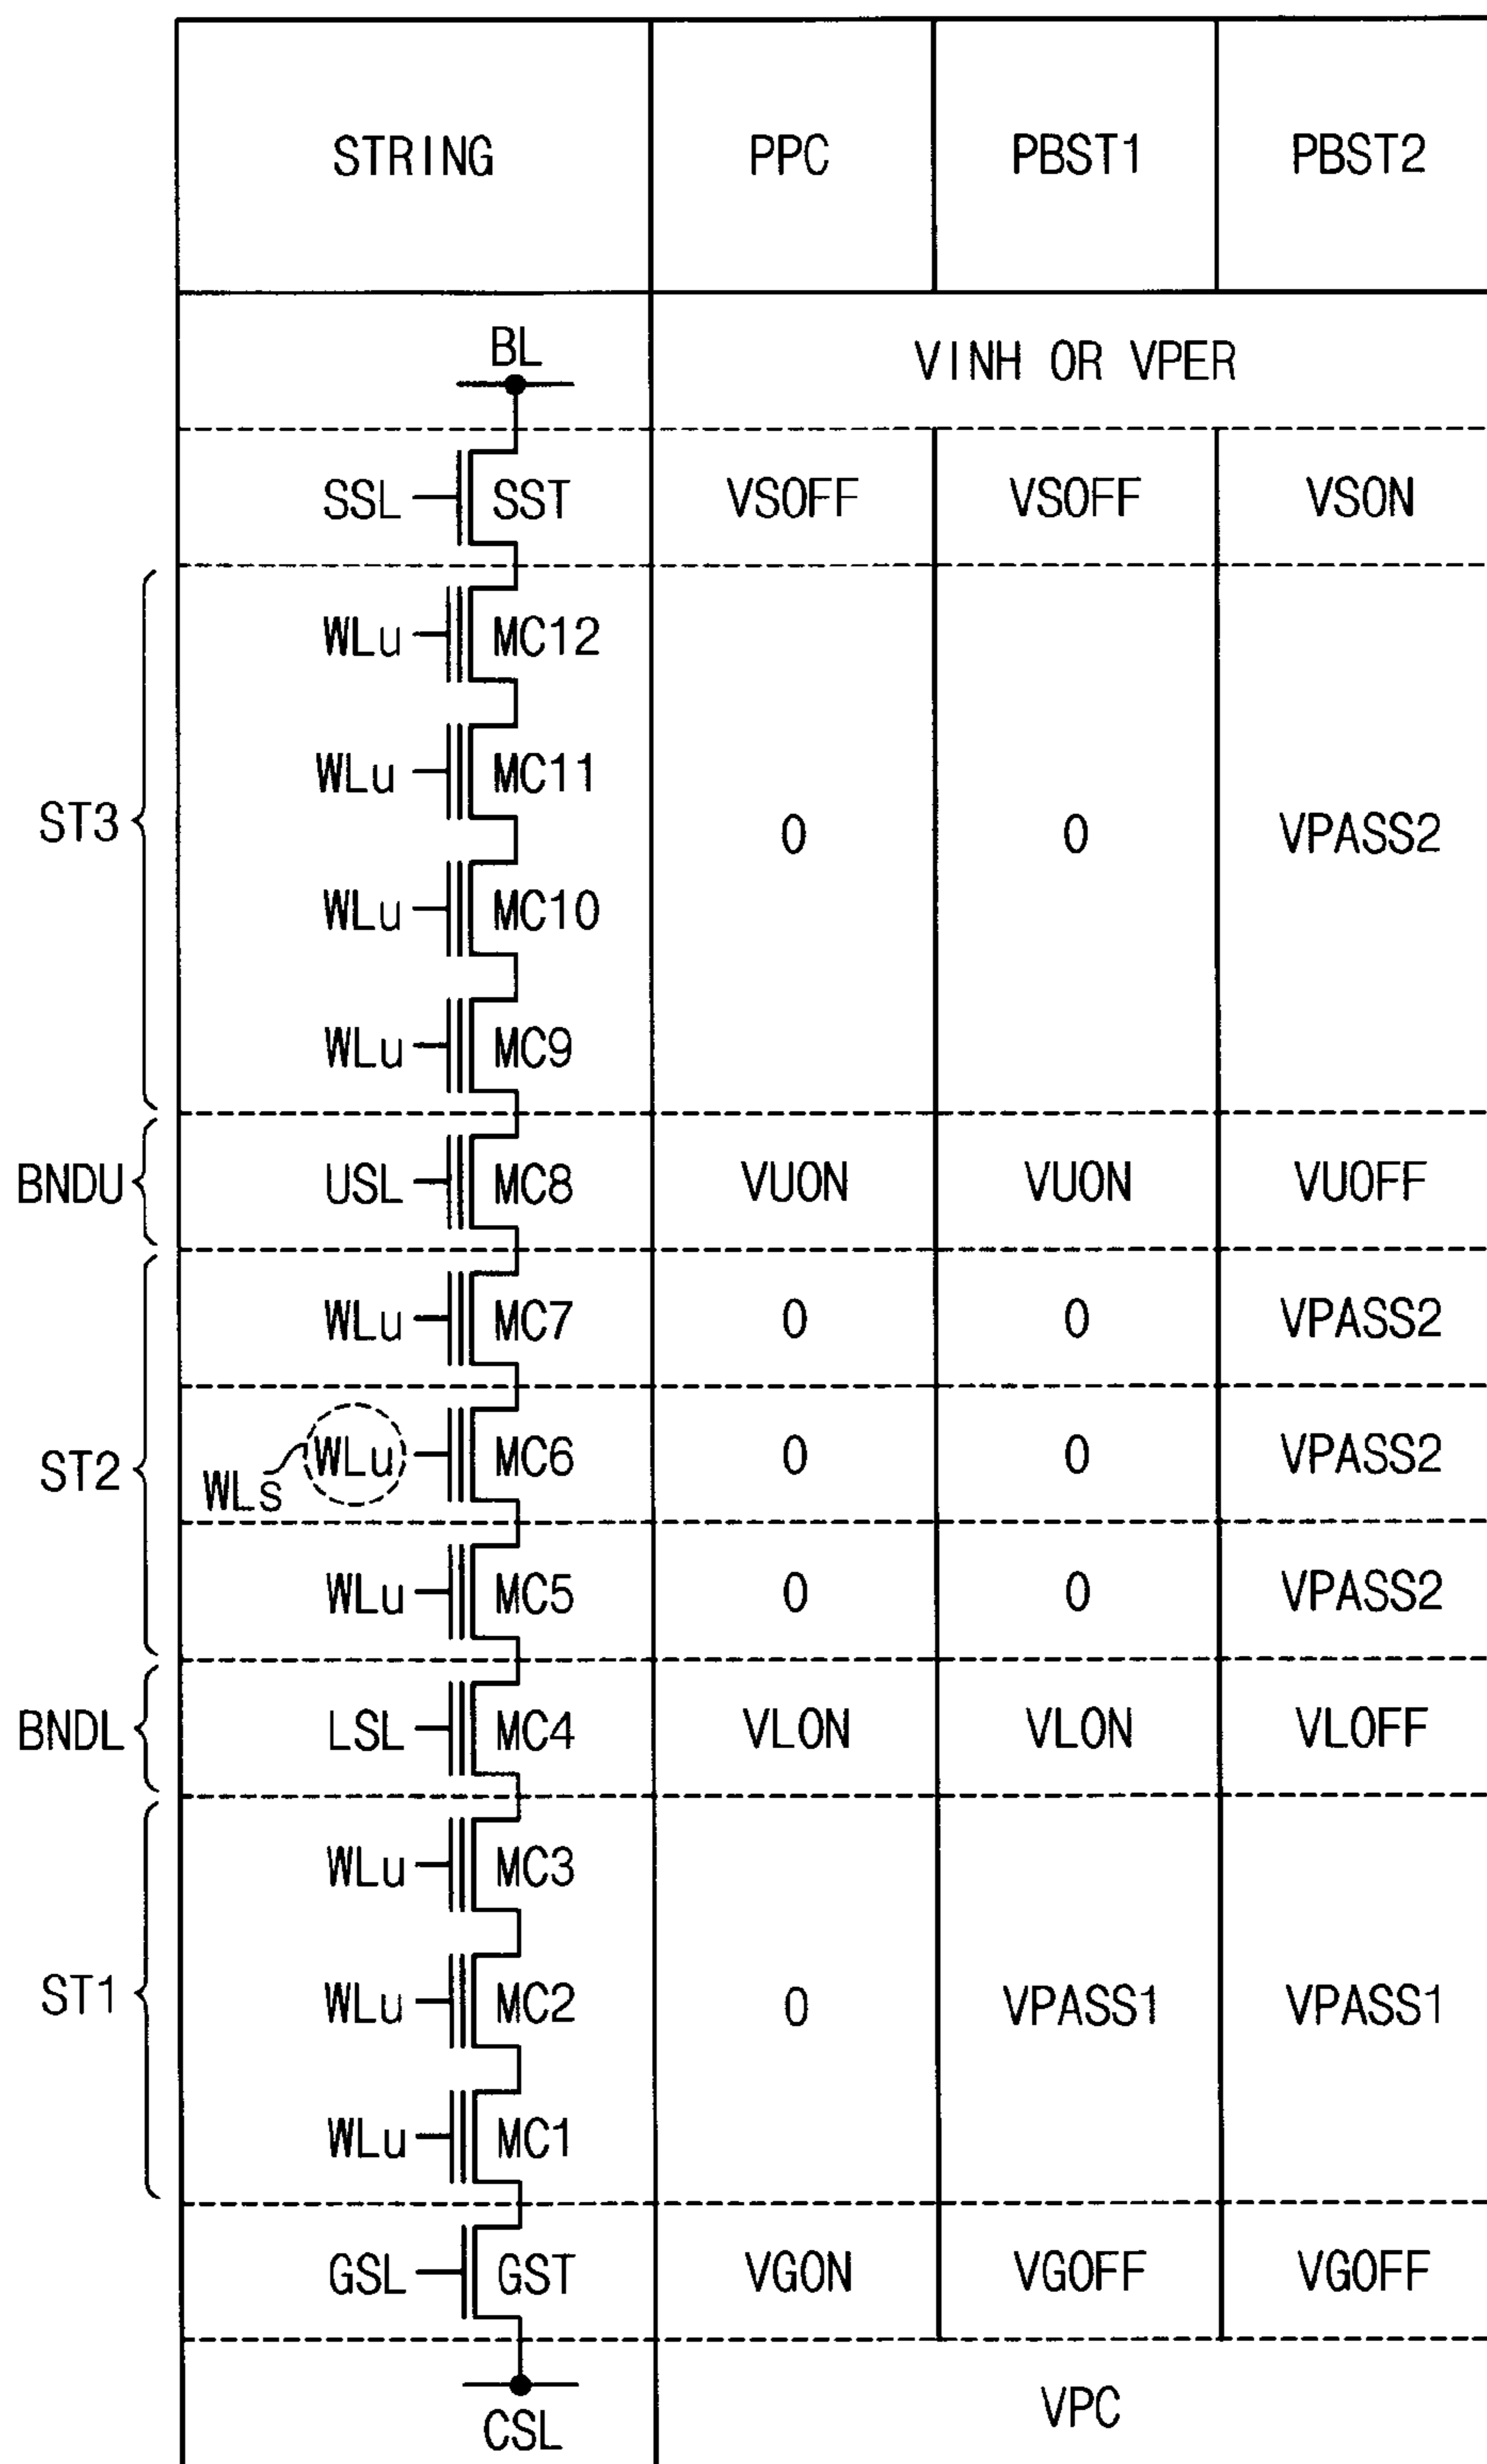 STRING PPC PBST1 PBST2
BL VINH OR VPER
SSL SST VSOFF VSOFF VSON
WLu MC12
WLu MC11
ST3 0 0 VPASS2
WLu MC10
WLu MC9
BNDU USL MC8 VUON VUON VUOFF
WLu MC7 0 0 VPASS2
ST2 WLs WLu MC6 0 0 VPASS2
WLu MC5 0 0 VPASS2
BNDL LSL MC4 VLON VLON VLOFF
WLu MC3
ST1 WLu MC2 0 VPASS1 VPASS1
WLu MC1
GSL GST VGON VGOFF VGOFF
CSL VPC